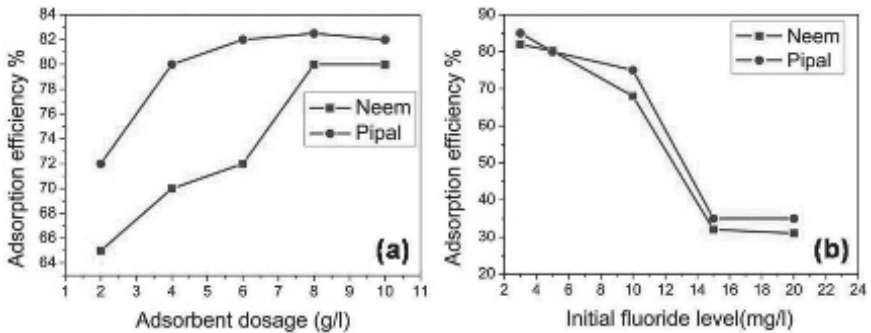 84
82
80
78
76
74
72
70
68
66
64
Adsorption efficiency %
Neem
Pipal
(a)
1 2 3 4 5 6 7 8 9 10 11
Adsorbent dosage (g/l)
90
80
70
60
50
40
30
20
Adsorption efficiency %
Neem
Pipal
(b)
2 4 6 8 10 12 14 16 18 20 22 24
Initial fluoride level(mg/l)